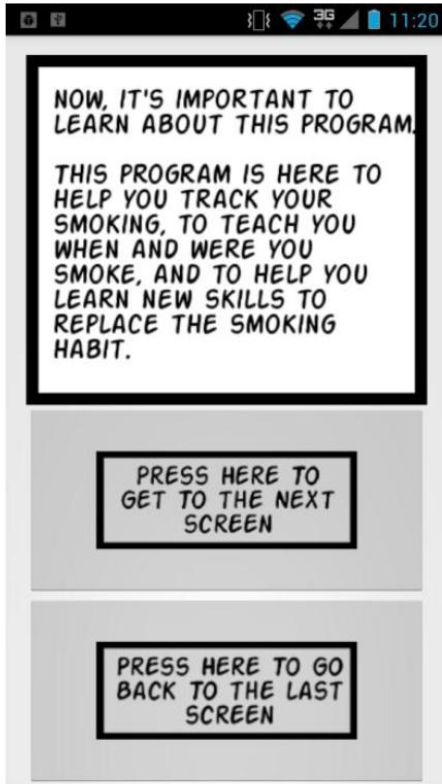 3G 11:20
NOW, IT'S IMPORTANT TO
LEARN ABOUT THIS PROGRAM.
THIS PROGRAM IS HERE TO
HELP YOU TRACK YOUR
SMOKING, TO TEACH YOU
WHEN AND WERE YOU
SMOKE, AND TO HELP YOU
LEARN NEW SKILLS TO
REPLACE THE SMOKING
HABIT.
PRESS HERE TO
GET TO THE NEXT
SCREEN
PRESS HERE TO GO
BACK TO THE LAST
SCREEN